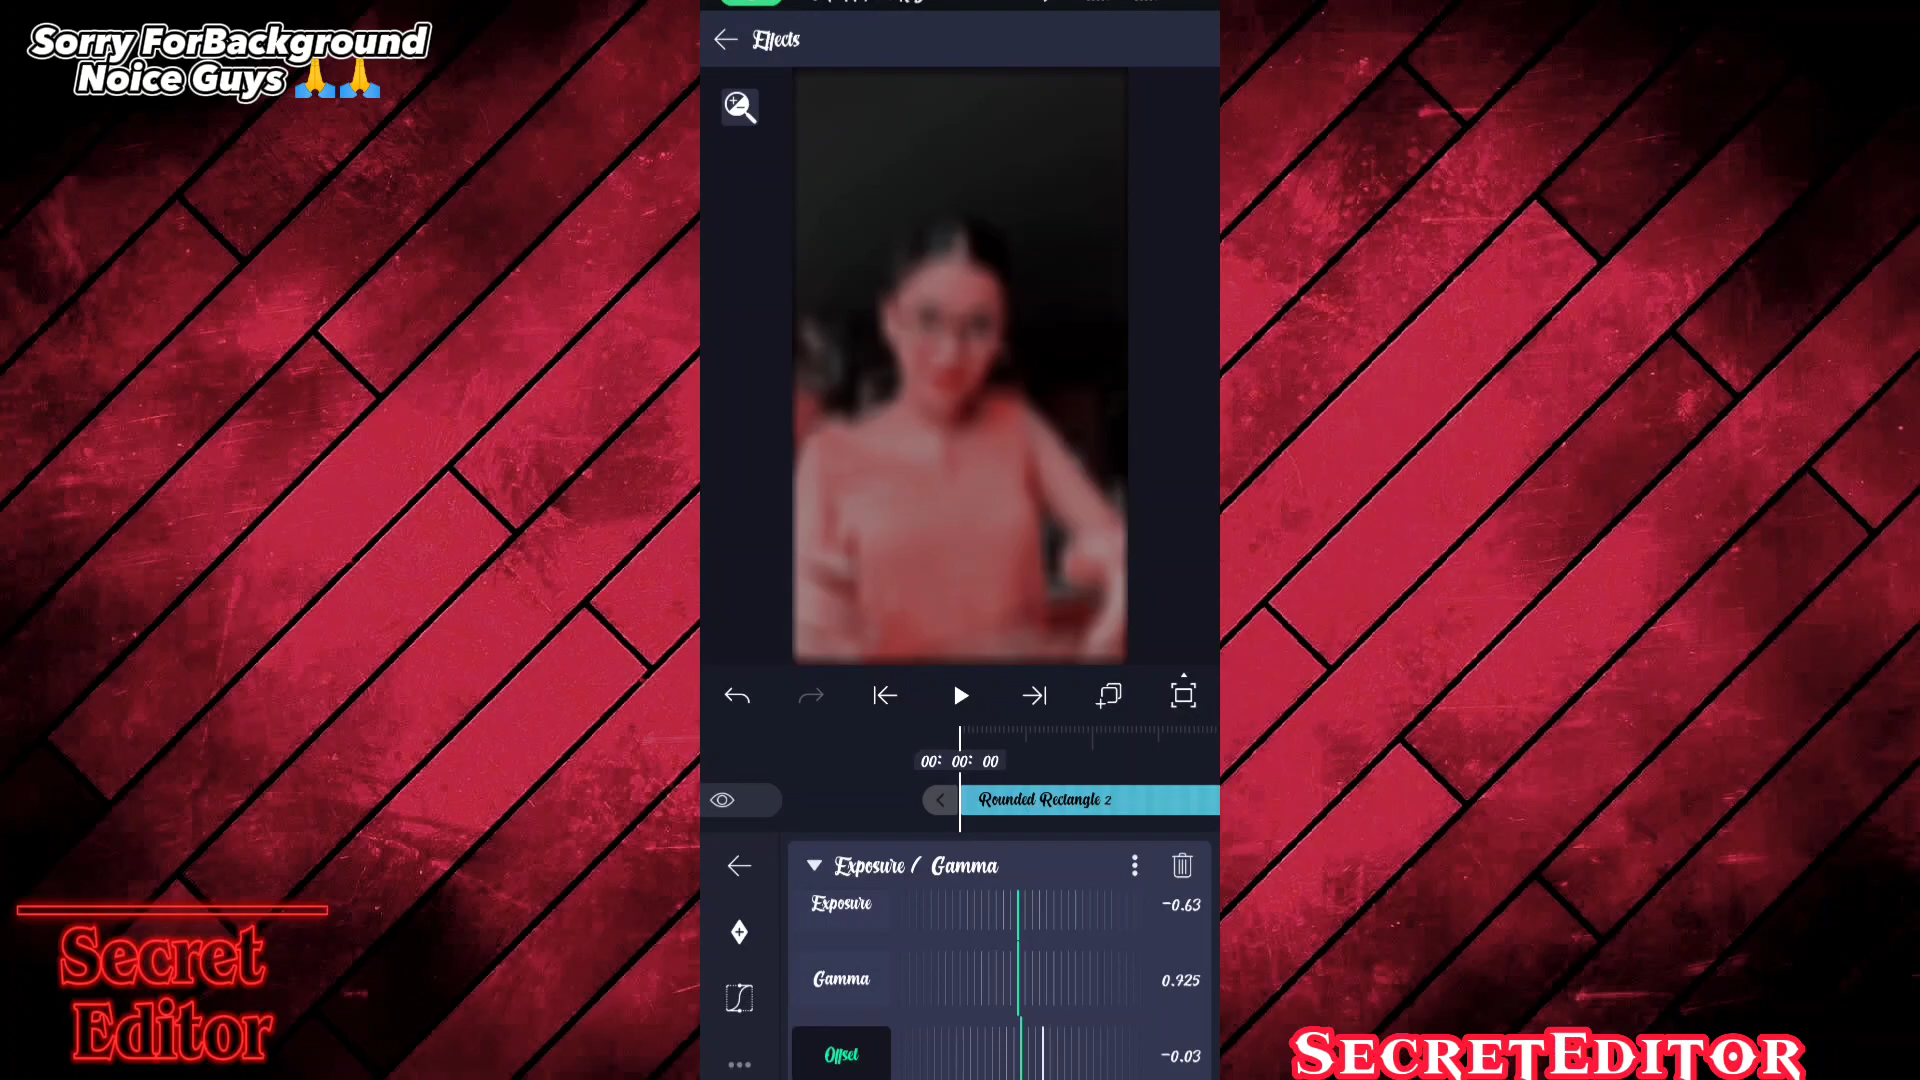 Sorry ForBackground
Noice Guys 🙏🙏
Effects
00: 00: 00
Rounded Rectangle 2
Exposure / Gamma
Exposure
-0.63
Gamma
0.925
Offset
-0.03
Secret
Editor
SECRETEDITOR